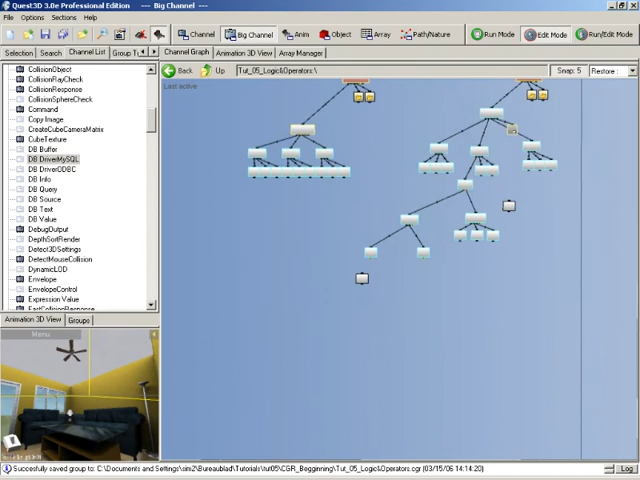 Quest3D 3.0e Professional Edition --- Big Channel
File Options Sections Help
Channel Big Channel Anim Object Array Path/Nature Run Mode Edit Mode Run/Edit Mode
Selection Search Channel List Group Channel Graph Animation 3D View Array Manager
Back Up Tut_05_Logic&Operators:\ Snap: 5 Restore :
Last active
CollisionObject
CollisionRayCheck
CollisionResponse
CollisionSphereCheck
Command
Copy Image
CreateCubeCameraMatrix
CubeTexture
DB Buffer
DB DriverMySQL
DB DriverODBC
DB Info
DB Query
DB Source
DB Text
DB Value
DebugOutput
DepthSortRender
Detect3DSettings
DetectMouseCollision
DynamicLOD
Envelope
EnvelopeControl
Expression Value
FastCollisionResponse
Animation 3D View Groups
Menu
Succesfully saved group to: C:\Documents and Settings\sim2\Bureaublad\Tutorials\tut05\CGR_Beggining\Tut_05_Logic&Operators.cgr (03/15/06 14:14:20) Log